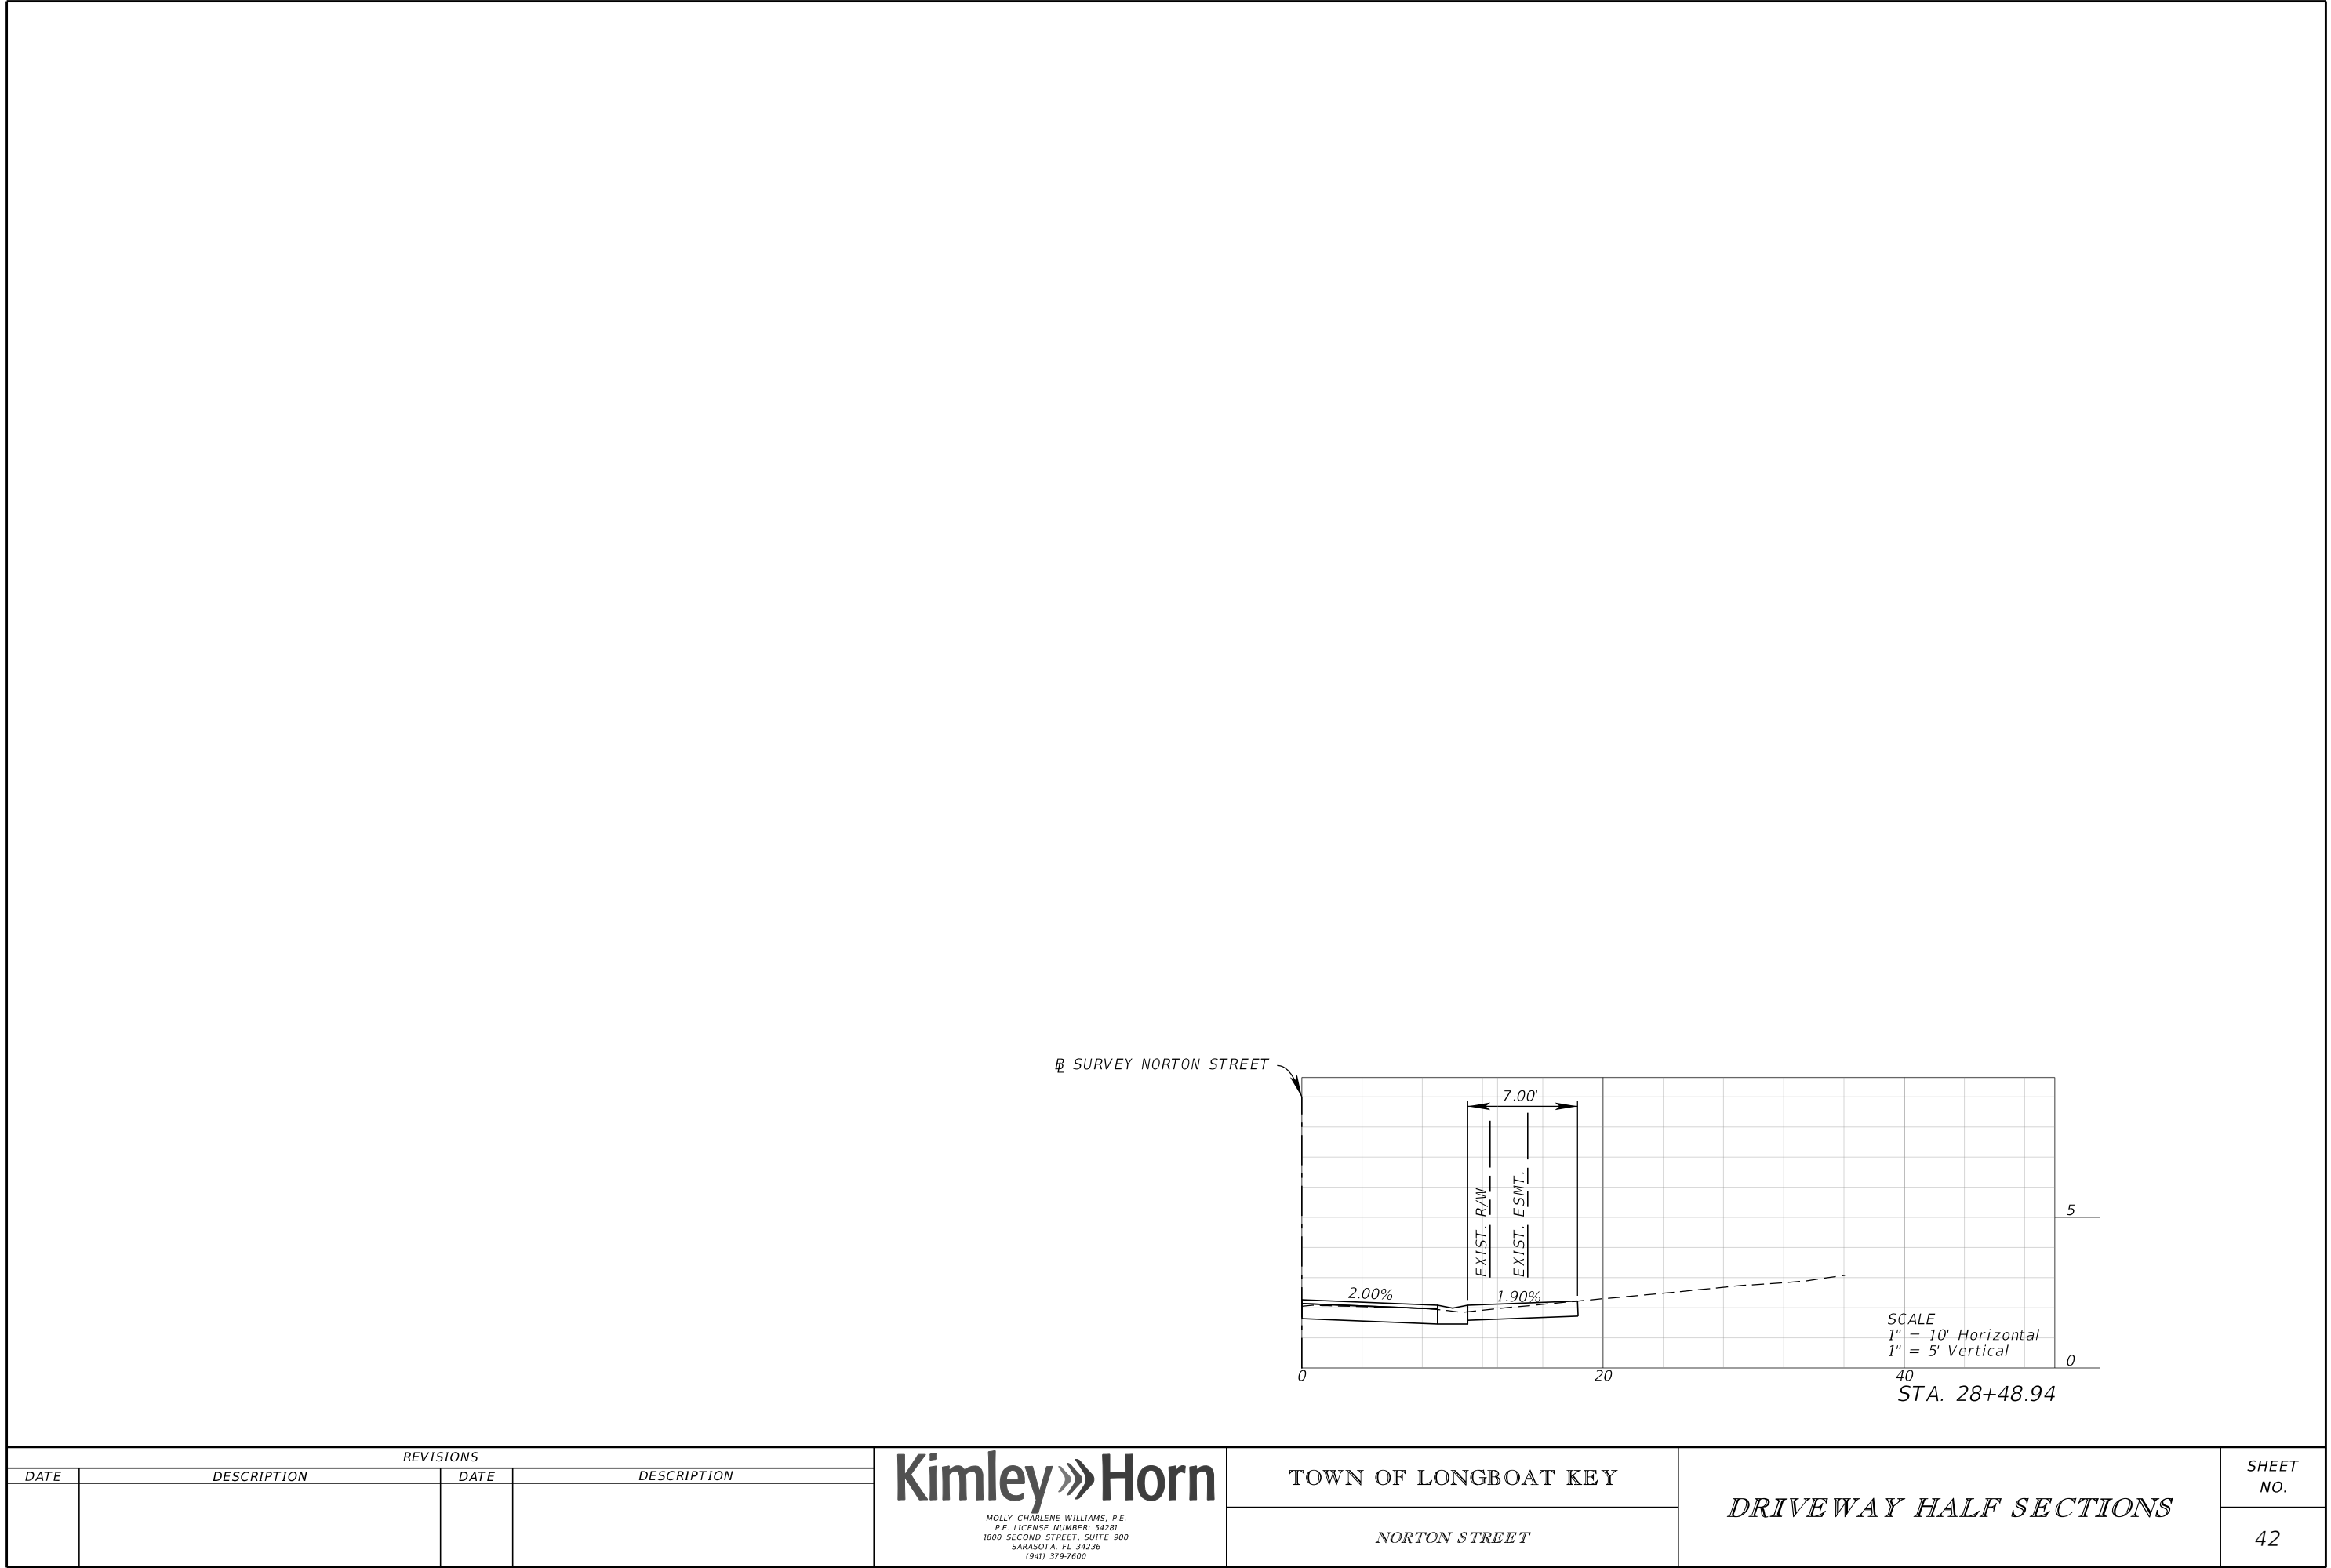 BL SURVEY NORTON STREET
7.00'
EXIST. R/W
EXIST. ESMT.
5
2.00%
1.90%
SCALE
1" = 10' Horizontal
1" = 5' Vertical
0
0
20
40
STA. 28+48.94
REVISIONS
DATE
DESCRIPTION
DATE
DESCRIPTION
Kimley»Horn
MOLLY CHARLENE WILLIAMS, P.E.
P.E. LICENSE NUMBER: 54281
1800 SECOND STREET, SUITE 900
SARASOTA, FL 34236
(941) 379-7600
TOWN OF LONGBOAT KEY
NORTON STREET
DRIVEWAY HALF SECTIONS
SHEET
NO.
42